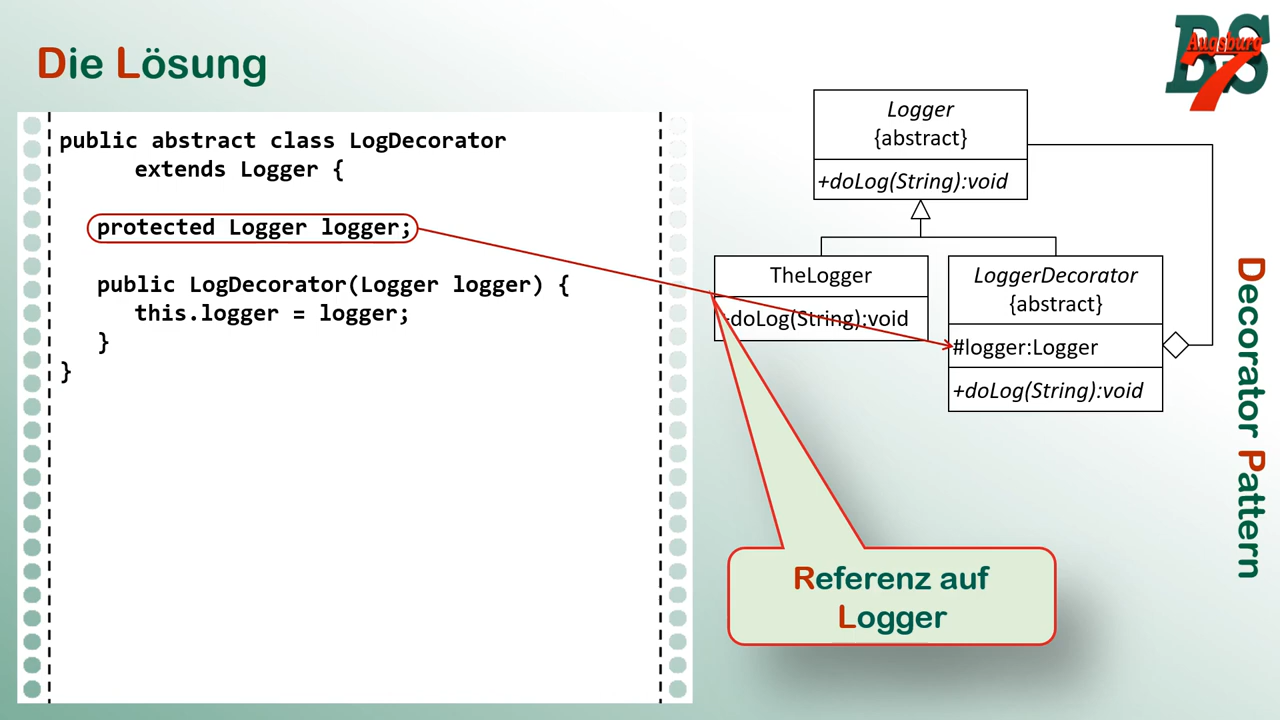 Die Lösung
public abstract class LogDecorator
extends Logger {
protected Logger logger;
public LogDecorator(Logger logger) {
this.logger = logger;
}
}
Logger
{abstract}
+doLog(String):void
TheLogger
+doLog(String):void
LoggerDecorator
{abstract}
#logger:Logger
+doLog(String):void
Referenz auf
Logger
Decorator Pattern
BS
Augsburg
7